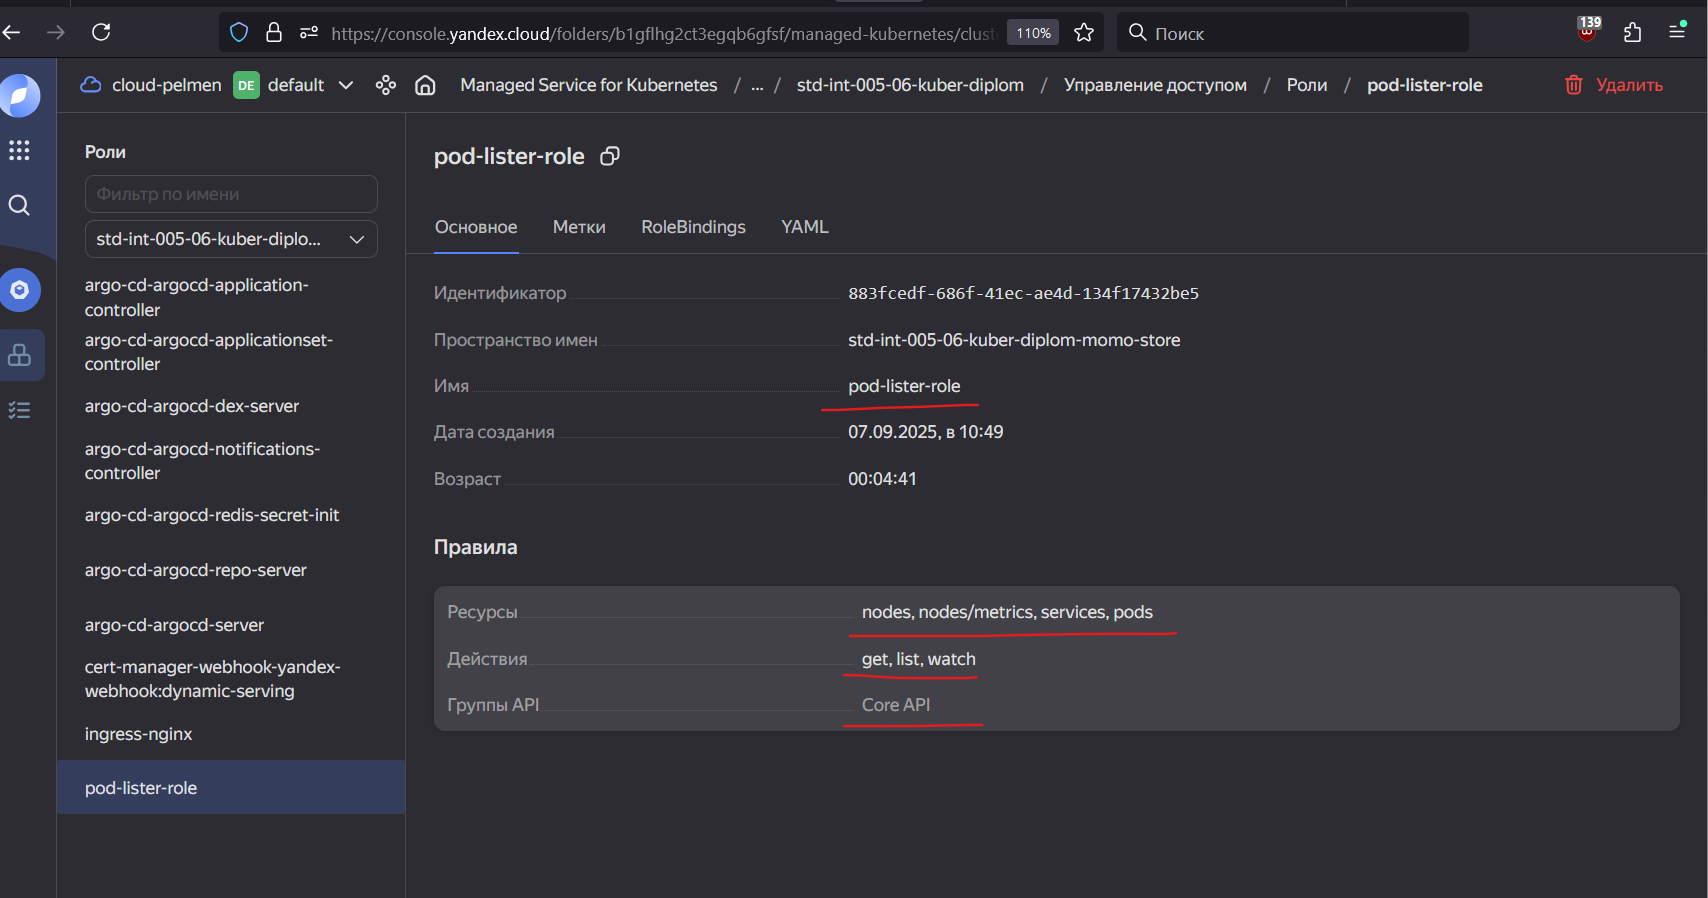 https://console.yandex.cloud/folders/b1gflhg2ct3egqb6gfsf/managed-kubernetes/clust
110%
Поиск
139
cloud-pelmen
DE
default
Managed Service for Kubernetes / ... / std-int-005-06-kuber-diplom / Управление доступом / Роли / pod-lister-role
Удалить
Роли
Фильтр по имени
std-int-005-06-kuber-diplo...
argo-cd-argocd-application-
controller
argo-cd-argocd-applicationset-
controller
argo-cd-argocd-dex-server
argo-cd-argocd-notifications-
controller
argo-cd-argocd-redis-secret-init
argo-cd-argocd-repo-server
argo-cd-argocd-server
cert-manager-webhook-yandex-
webhook:dynamic-serving
ingress-nginx
pod-lister-role
pod-lister-role
Основное Метки RoleBindings YAML
Идентификатор 883fcedf-686f-41ec-ae4d-134f17432be5
Пространство имен std-int-005-06-kuber-diplom-momo-store
Имя pod-lister-role
Дата создания 07.09.2025, в 10:49
Возраст 00:04:41
Правила
Ресурсы nodes, nodes/metrics, services, pods
Действия get, list, watch
Группы API Core API